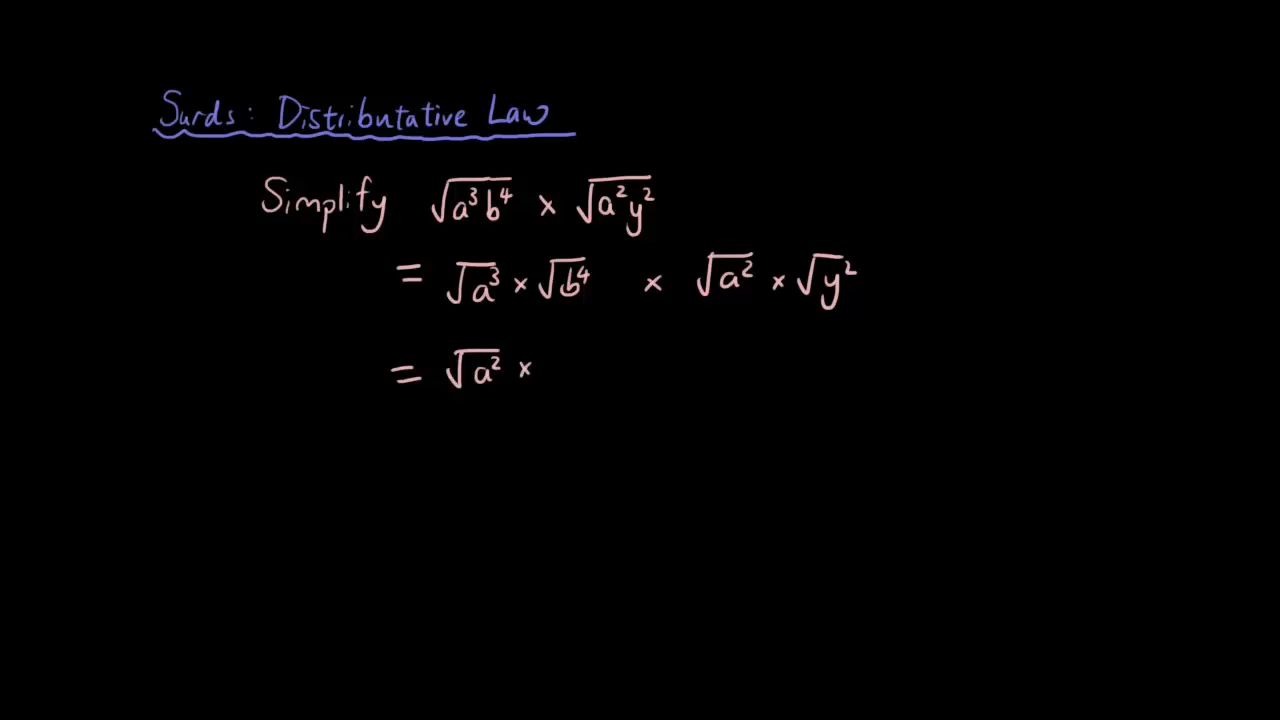 Surds: Distributative Law
Simplify √a³b⁴ × √a²y²
= √a³ × √b⁴ × √a² × √y²
= √a² ×